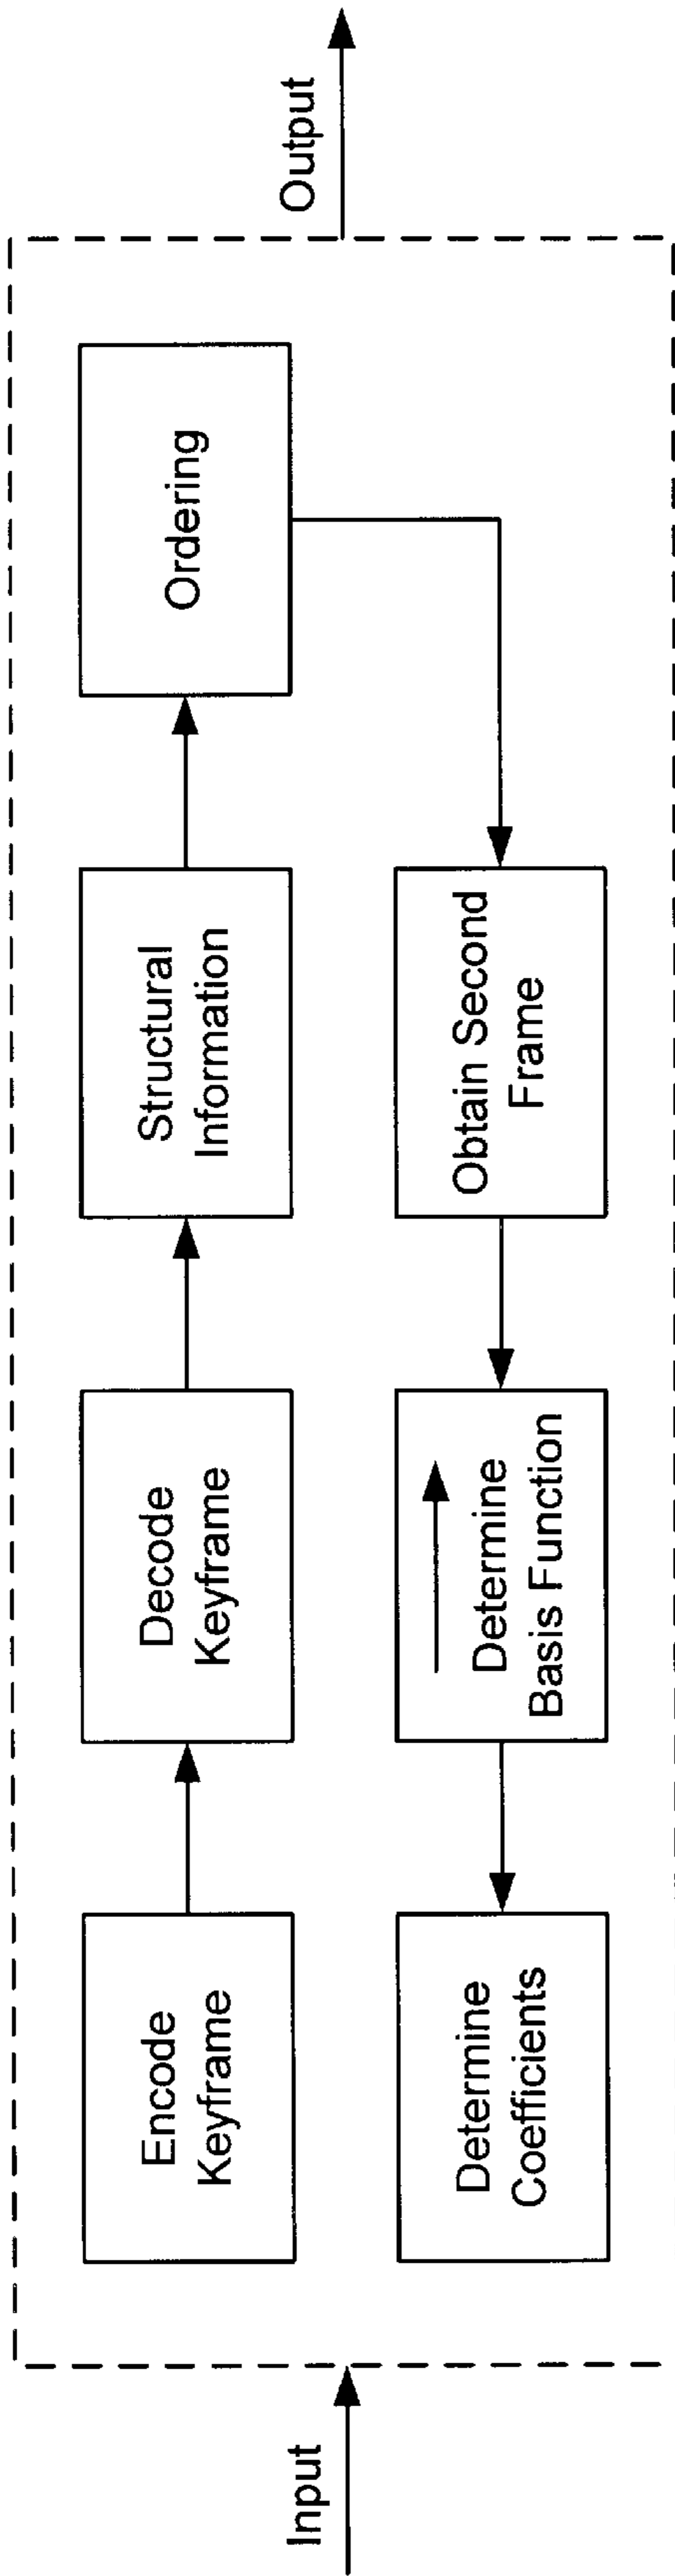 Input
Encode
Keyframe
Decode
Keyframe
Structural
Information
Ordering
Obtain Second
Frame
Determine
Basis Function
Determine
Coefficients
Output